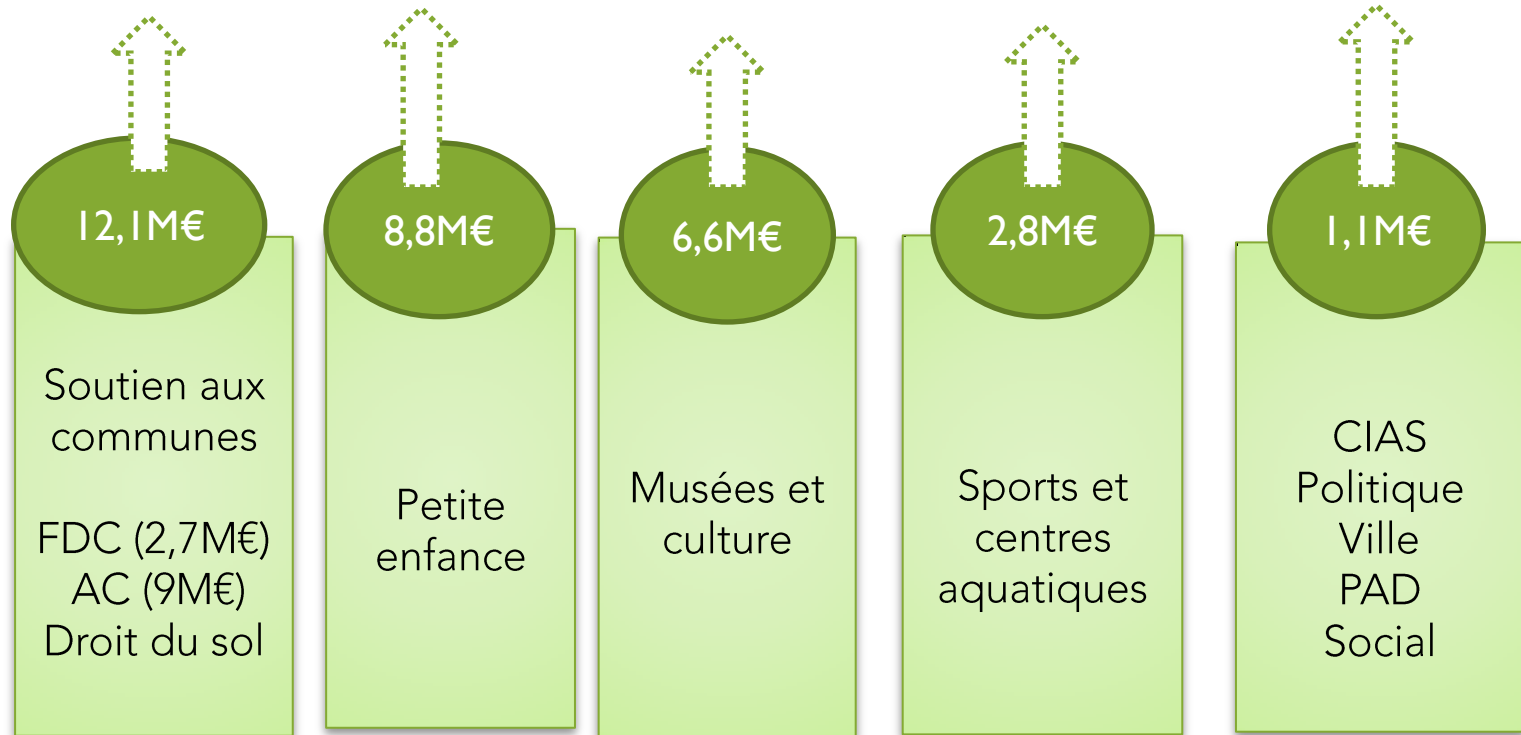 12,1M€
8,8M€
6,6M€
2,8M€
1,1M€
Soutien aux
communes
FDC (2,7M€)
AC (9M€)
Droit du sol
Petite
enfance
Musées et
culture
Sports et
centres
aquatiques
CIAS
Politique
Ville
PAD
Social